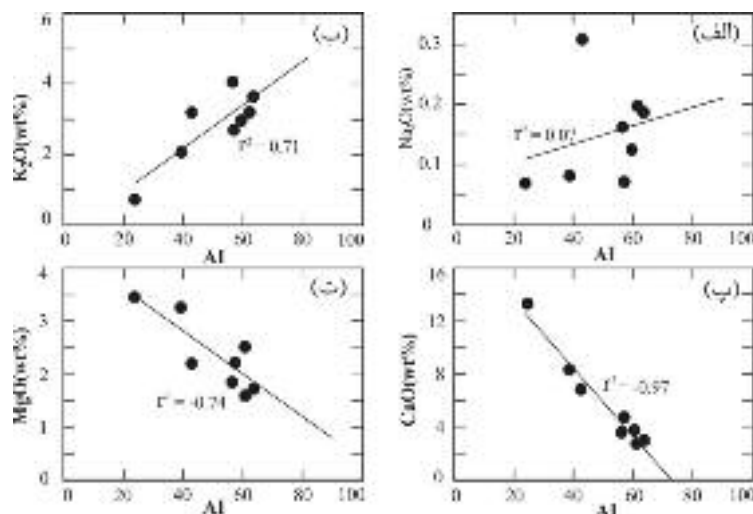 (ب)
K₂O(wt%)
6
4
2
0
r² = 0.71
0 20 40 60 80 100
AI
(الف)
Na₂O(wt%)
0.3
0.2
0.1
0
r² = 0.07
0 20 40 60 80 100
AI
(ت)
MgO(wt%)
4
3
2
1
0
r² = -0.74
0 20 40 60 80 100
AI
(پ)
CaO(wt%)
16
12
8
4
0
r² = -0.97
0 20 40 60 80 100
AI